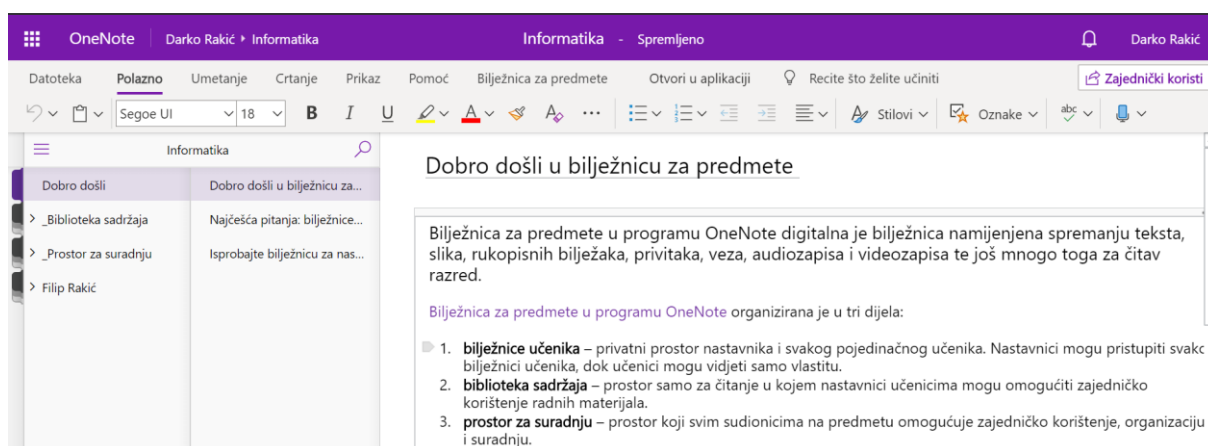 OneNote Darko Rakić Informatika Informatika - Spremljeno Darko Rakić
Datoteka Polazno Umetanje Crtanje Prikaz Pomoć Bilježnica za predmete Otvori u aplikaciji Recite što želite učiniti Zajednički koristi
Segoe UI 18 B I U A A Stilovi Oznake abc
Informatika
Dobro došli
_Biblioteka sadržaja
_Prostor za suradnju
Filip Rakić
Dobro došli u bilježnicu za...
Najčešća pitanja: bilježnice...
Isprobajte bilježnicu za nas...
Dobro došli u bilježnicu za predmete
Bilježnica za predmete u programu OneNote digitalna je bilježnica namijenjena spremanju teksta,
slika, rukopisnih bilježaka, privitaka, veza, audiozapisa i videozapisa te još mnogo toga za čitav
razred.
Bilježnica za predmete u programu OneNote organizirana je u tri dijela:
1. bilježnice učenika – privatni prostor nastavnika i svakog pojedinačnog učenika. Nastavnici mogu pristupiti
bilježnici učenika, dok učenici mogu vidjeti samo vlastitu.
2. biblioteka sadržaja – prostor samo za čitanje u kojem nastavnici učenicima mogu omogućiti zajedničko
korištenje radnih materijala.
3. prostor za suradnju – prostor koji svim sudionicima na predmetu omogućuje zajedničko korištenje, organizaciju
i suradnju.